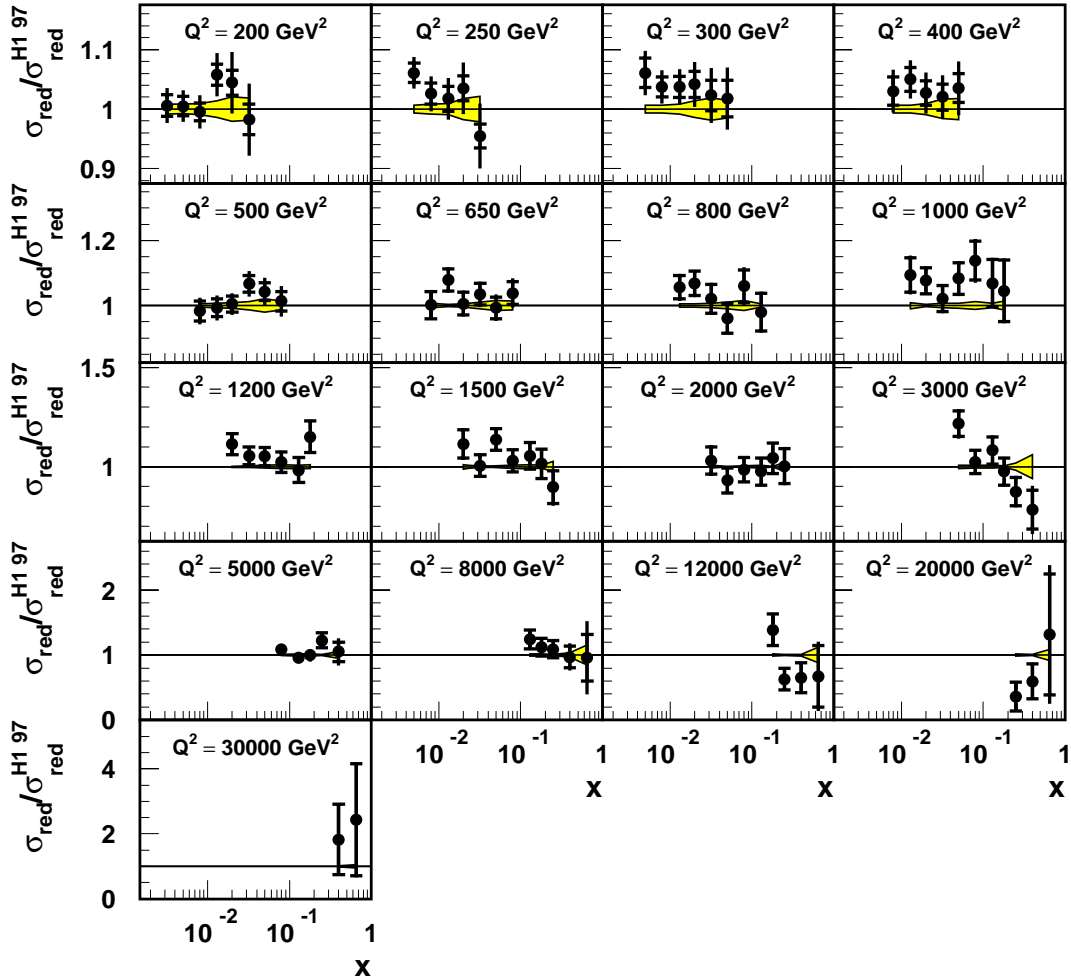 σ_red/σ_red^H1 97
Q² = 200 GeV²
Q² = 250 GeV²
Q² = 300 GeV²
Q² = 400 GeV²
1.1
1
0.9
σ_red/σ_red^H1 97
Q² = 500 GeV²
Q² = 650 GeV²
Q² = 800 GeV²
Q² = 1000 GeV²
1.2
1
σ_red/σ_red^H1 97
1.5
Q² = 1200 GeV²
Q² = 1500 GeV²
Q² = 2000 GeV²
Q² = 3000 GeV²
1
σ_red/σ_red^H1 97
Q² = 5000 GeV²
Q² = 8000 GeV²
Q² = 12000 GeV²
Q² = 20000 GeV²
2
1
0
σ_red/σ_red^H1 97
Q² = 30000 GeV²
4
2
0
10⁻² 10⁻¹ 1
x
10⁻² 10⁻¹ 1
x
10⁻² 10⁻¹ 1
x
10⁻² 10⁻¹ 1
x